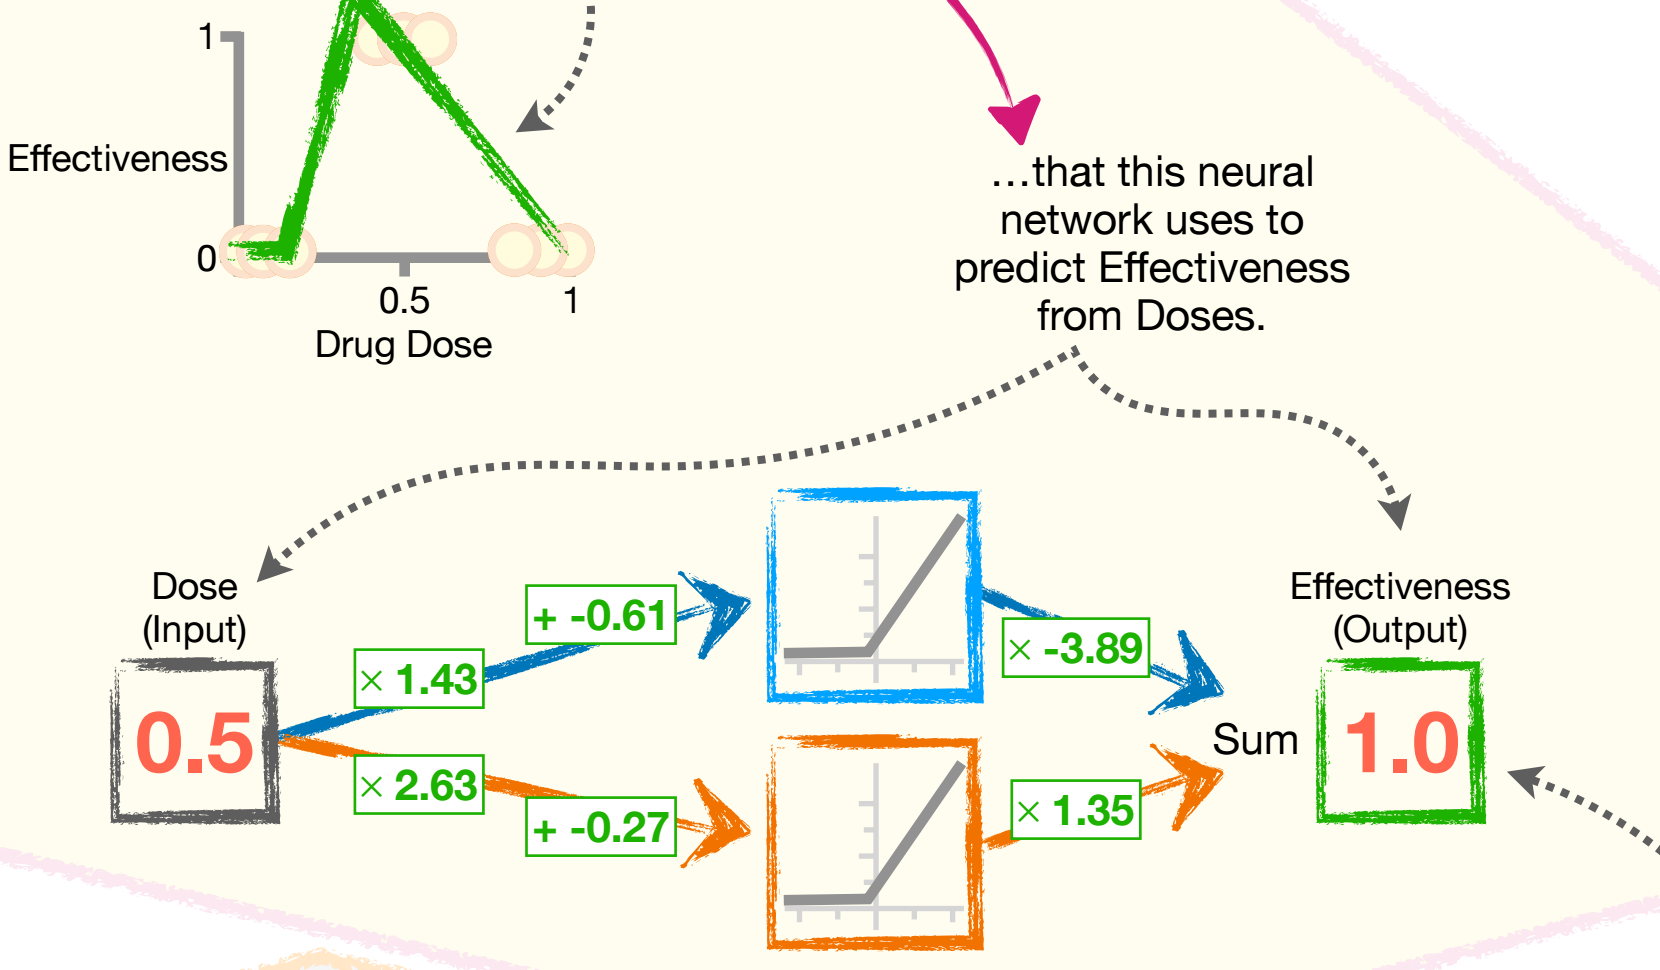 1
Effectiveness
0
0.5
1
Drug Dose
...that this neural
network uses to
predict Effectiveness
from Doses.
Dose
(Input)
0.5
× 1.43
+ -0.61
× 2.63
+ -0.27
× -3.89
× 1.35
Sum
Effectiveness
(Output)
1.0